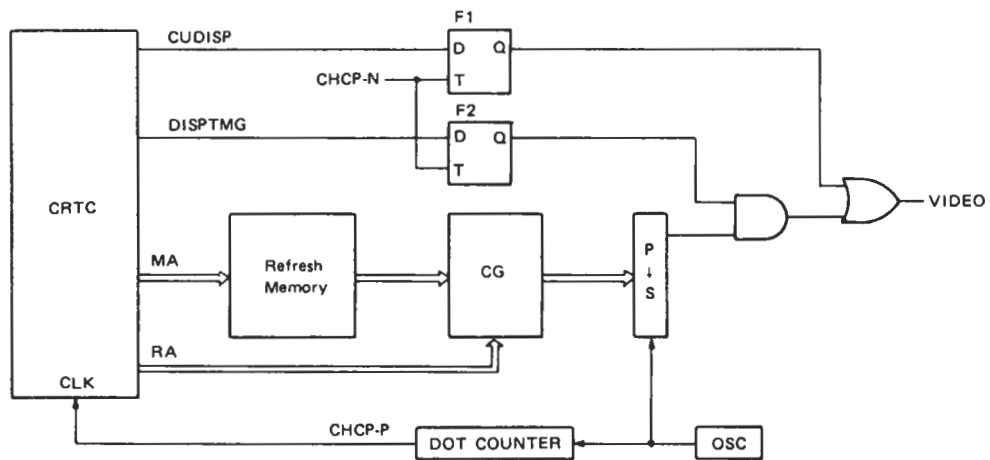 F1
CUDISP
D Q
CHCP-N
T
F2
DISPTMG
D Q
T
CRTC
VIDEO
MA
Refresh
Memory
CG
P
↓
S
RA
CLK
CHCP-P
DOT COUNTER
OSC